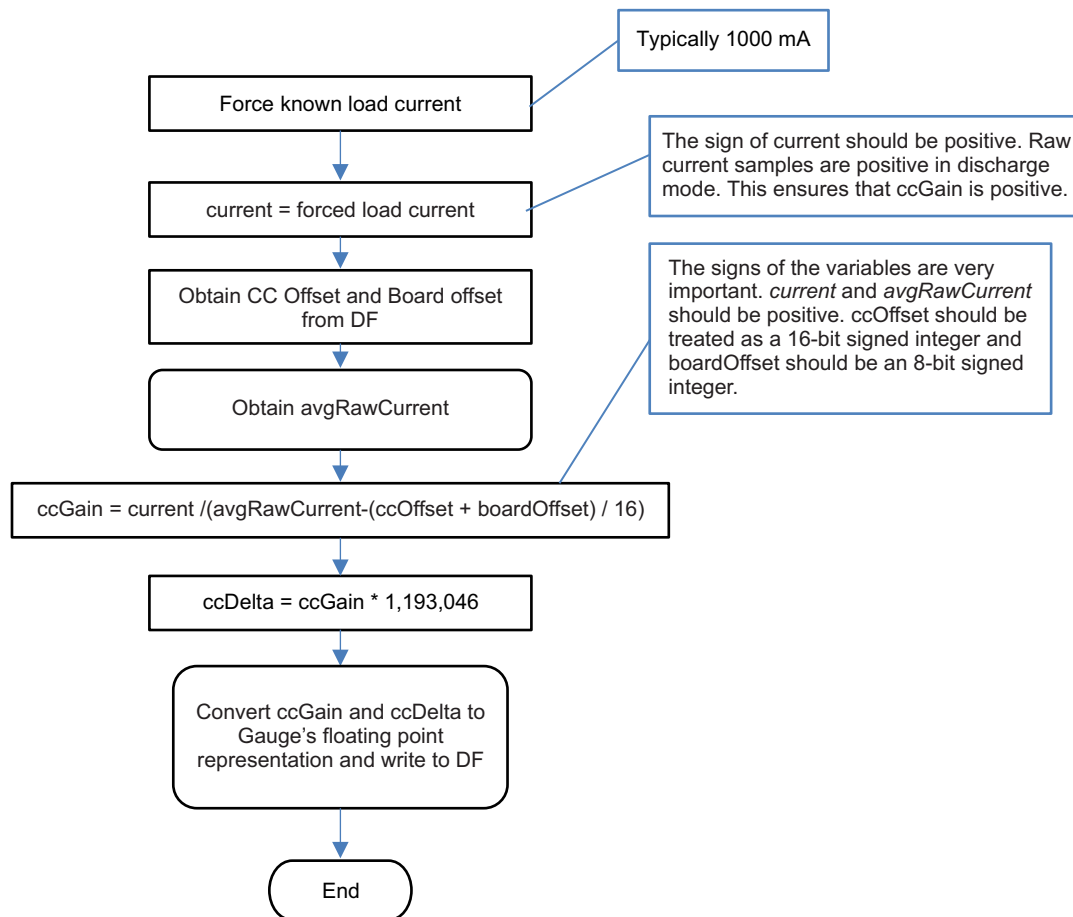 Typically 1000 mA
Force known load current
The sign of current should be positive. Raw
current samples are positive in discharge
mode. This ensures that ccGain is positive.
current = forced load current
The signs of the variables are very
important. current and avgRawCurrent
should be positive. ccOffset should be
treated as a 16-bit signed integer and
boardOffset should be an 8-bit signed
integer.
Obtain CC Offset and Board offset
from DF
Obtain avgRawCurrent
ccGain = current /(avgRawCurrent-(ccOffset + boardOffset) / 16)
ccDelta = ccGain * 1,193,046
Convert ccGain and ccDelta to
Gauge's floating point
representation and write to DF
End